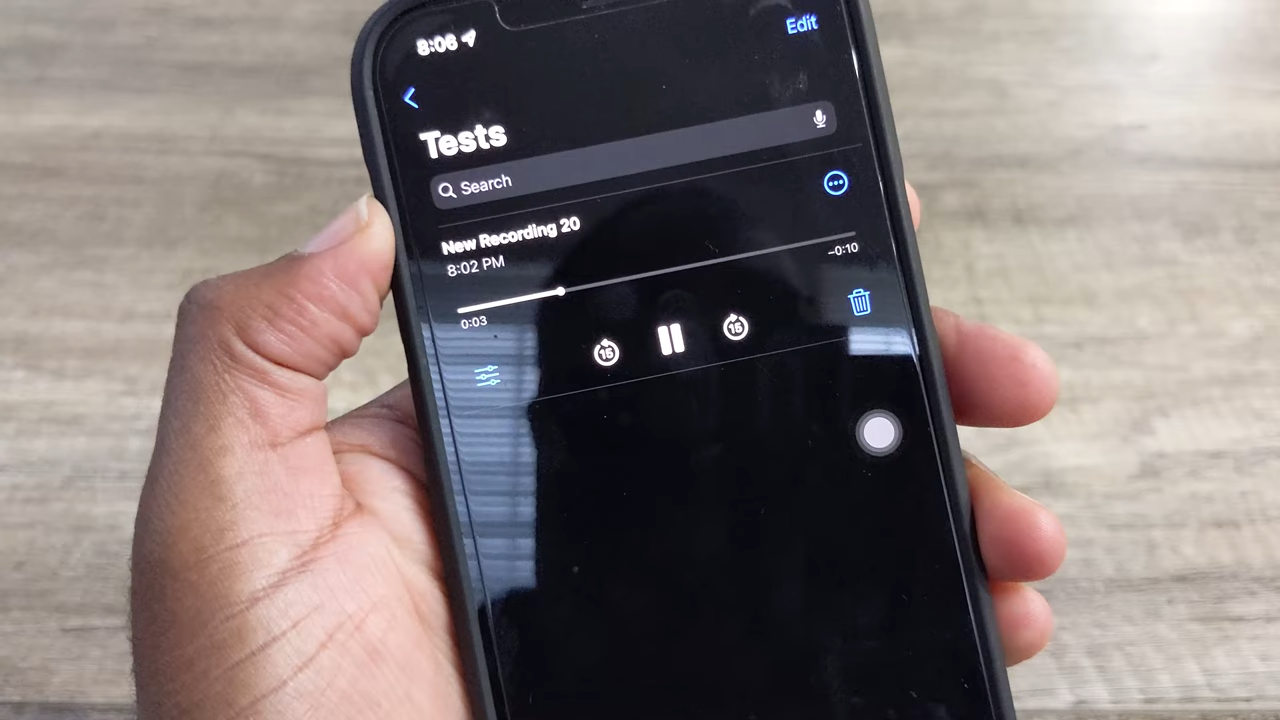 8:06
Edit
Tests
Search
New Recording 20
8:02 PM
0:03
-0:10
15
15